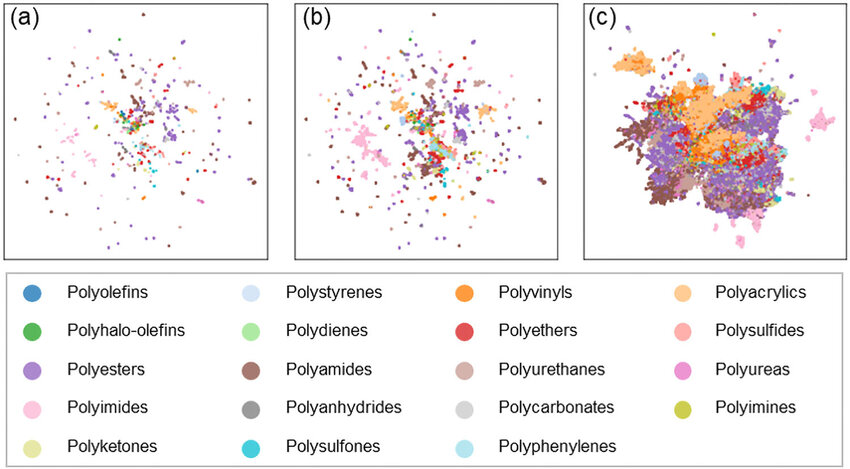 (a) (b) (c)
Polyolefins Polystyrenes Polyvinyls Polyacrylics
Polyhalo-olefins Polydienes Polyethers Polysulfides
Polyesters Polyamides Polyurethanes Polyureas
Polyimides Polyanhydrides Polycarbonates Polyimines
Polyketones Polysulfones Polyphenylenes